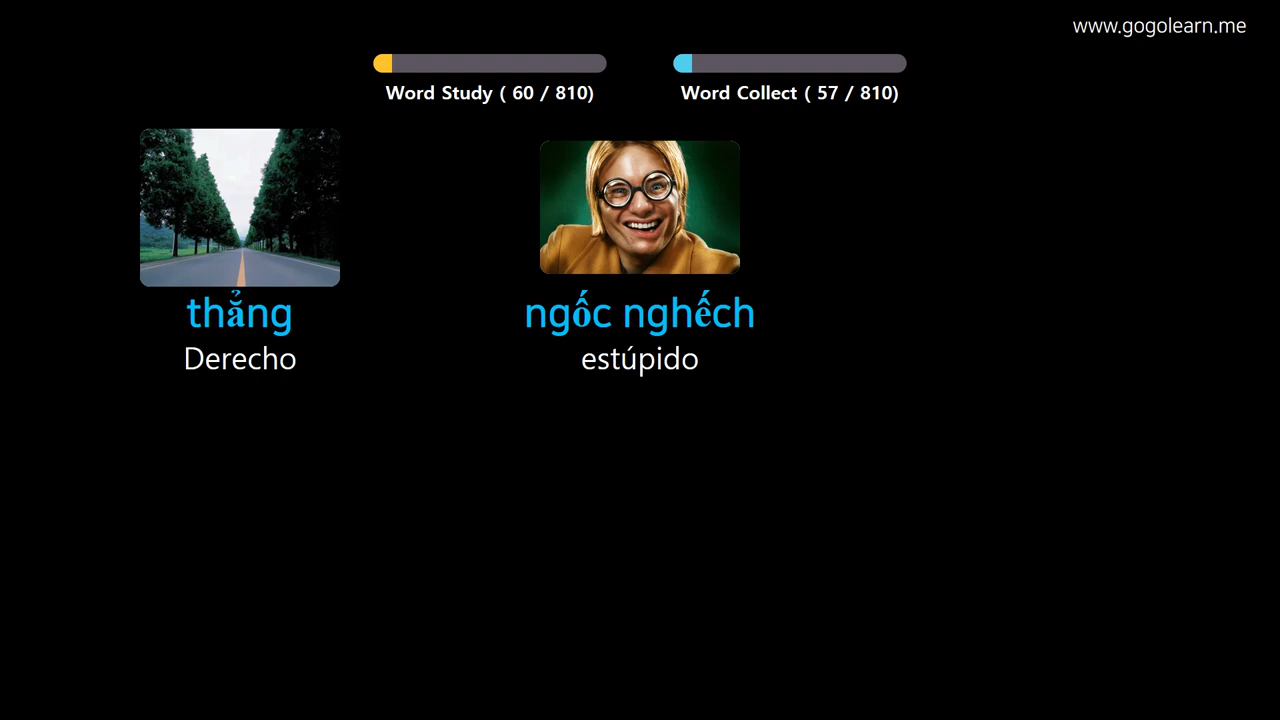 www.gogolearn.me
Word Study ( 60 / 810)
Word Collect ( 57 / 810)
thẳng
Derecho
ngốc nghếch
estúpido